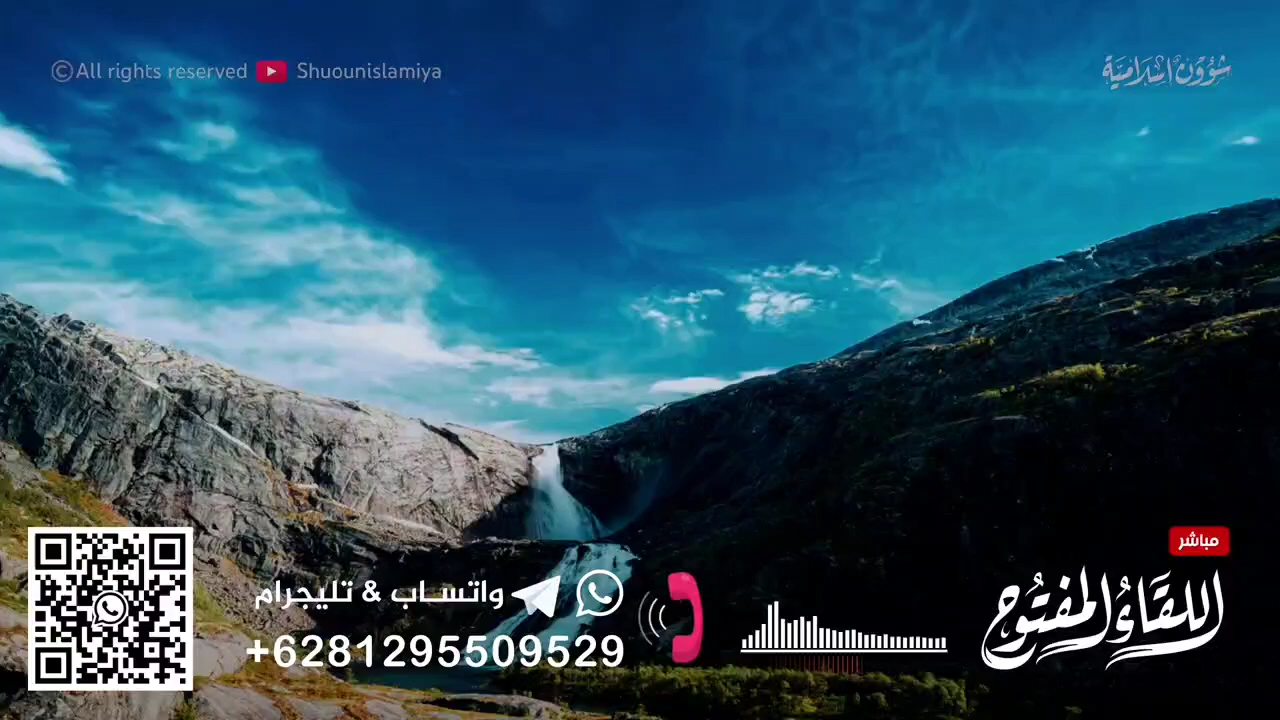 ©All rights reserved Shuounislamiya
شؤون إسلامية
مباشر
اللقاء المفتوح
واتساب & تليجرام
+6281295509529